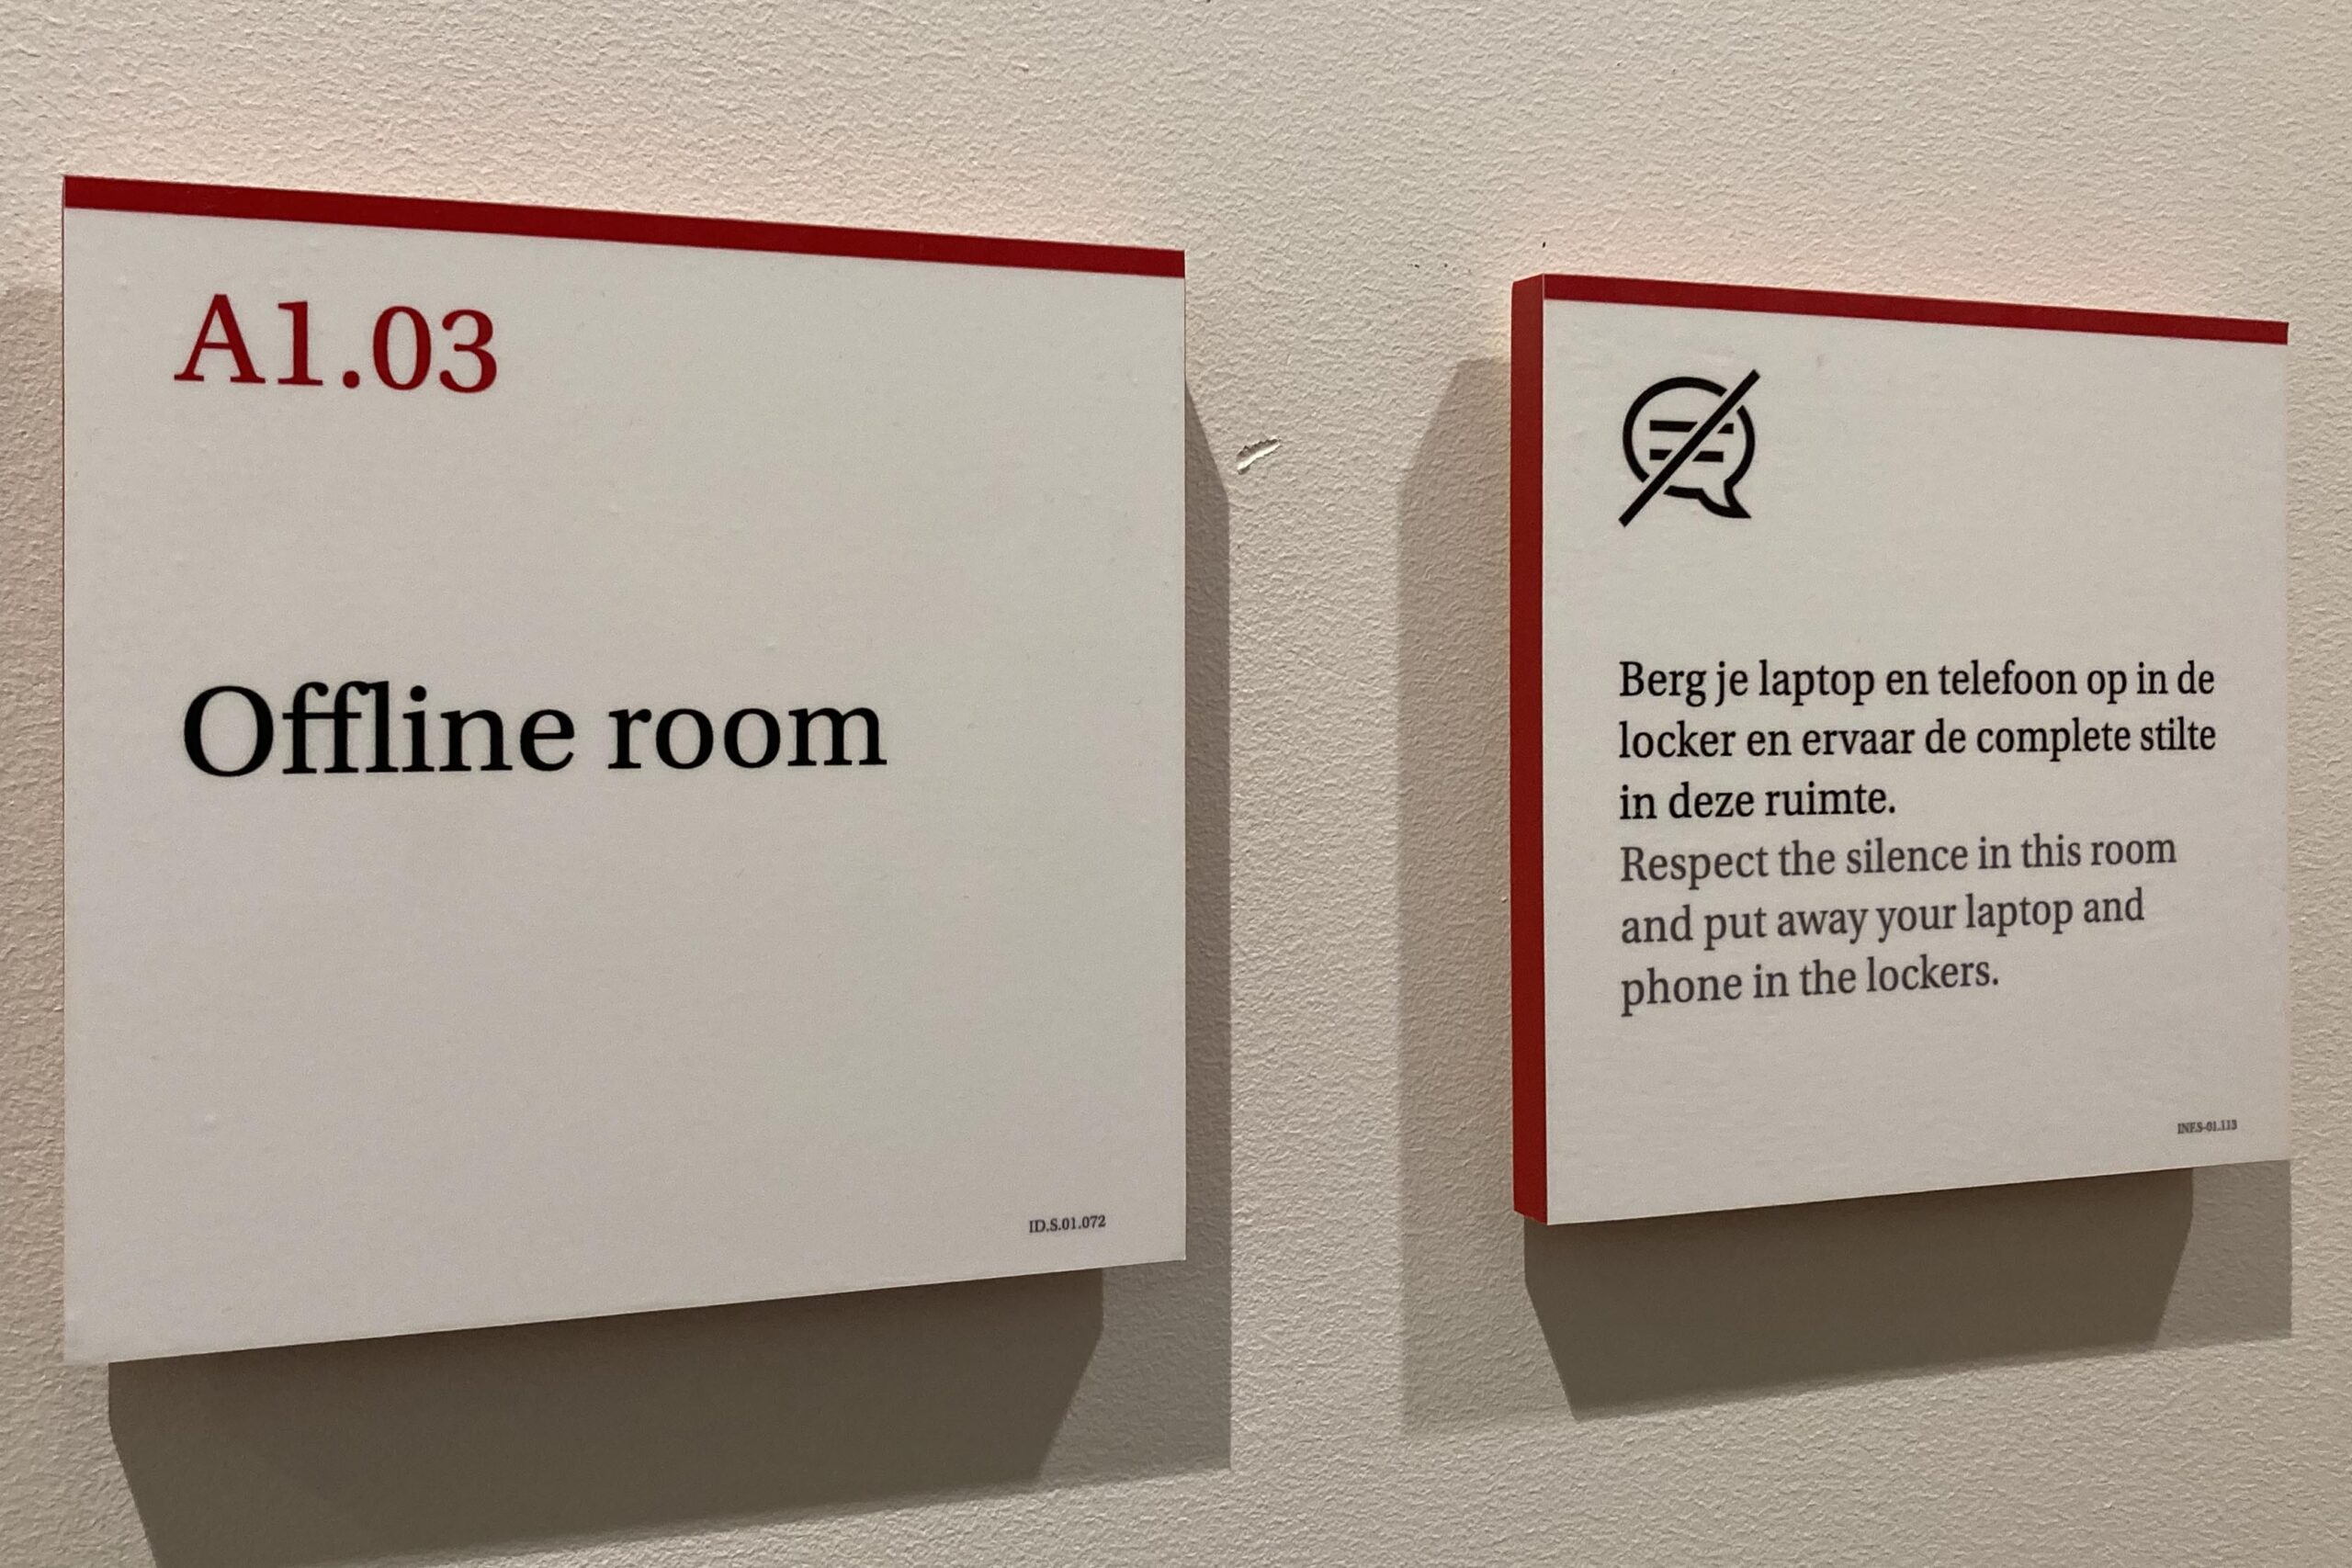 A1.03
Offline room
ID.S.01.072
Berg je laptop en telefoon op in de
locker en ervaar de complete stilte
in deze ruimte.
Respect the silence in this room
and put away your laptop and
phone in the lockers.
INF.S-01.113